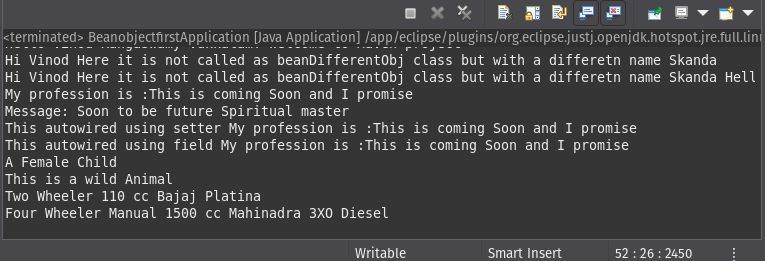 <terminated> BeanobjectfirstApplication [Java Application] /app/eclipse/plugins/org.eclipse.justj.openjdk.hotspot.jre.full.linu
Hi Vinod Here it is not called as beanDifferentObj class but with a differetn name Skanda
Hi Vinod Here it is not called as beanDifferentObj class but with a differetn name Skanda Hell
My profession is :This is coming Soon and I promise
Message: Soon to be future Spiritual master
This autowired using setter My profession is :This is coming Soon and I promise
This autowired using field My profession is :This is coming Soon and I promise
A Female Child
This is a wild Animal
Two Wheeler 110 cc Bajaj Platina
Four Wheeler Manual 1500 cc Mahinadra 3XO Diesel
Writable Smart Insert 52 : 26 : 2450